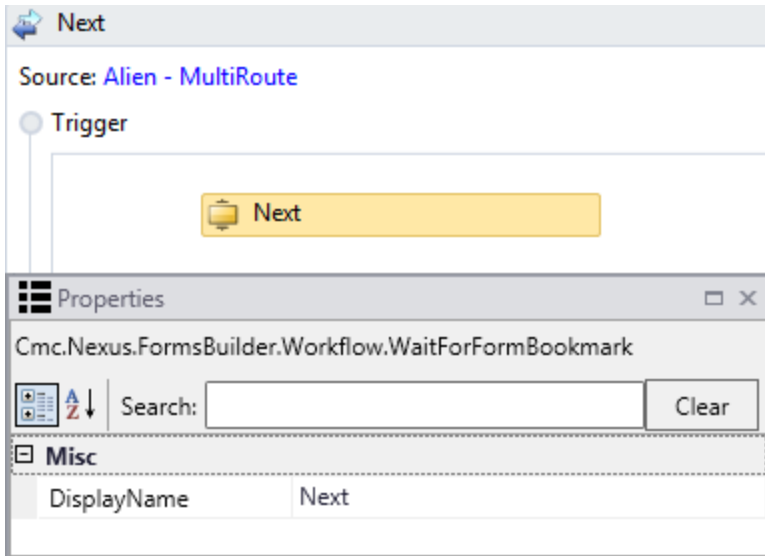 Next
Source: Alien - MultiRoute
Trigger
Next
Properties
Cmc.Nexus.FormsBuilder.Workflow.WaitForFormBookmark
A Z Search: Clear
Misc
DisplayName Next